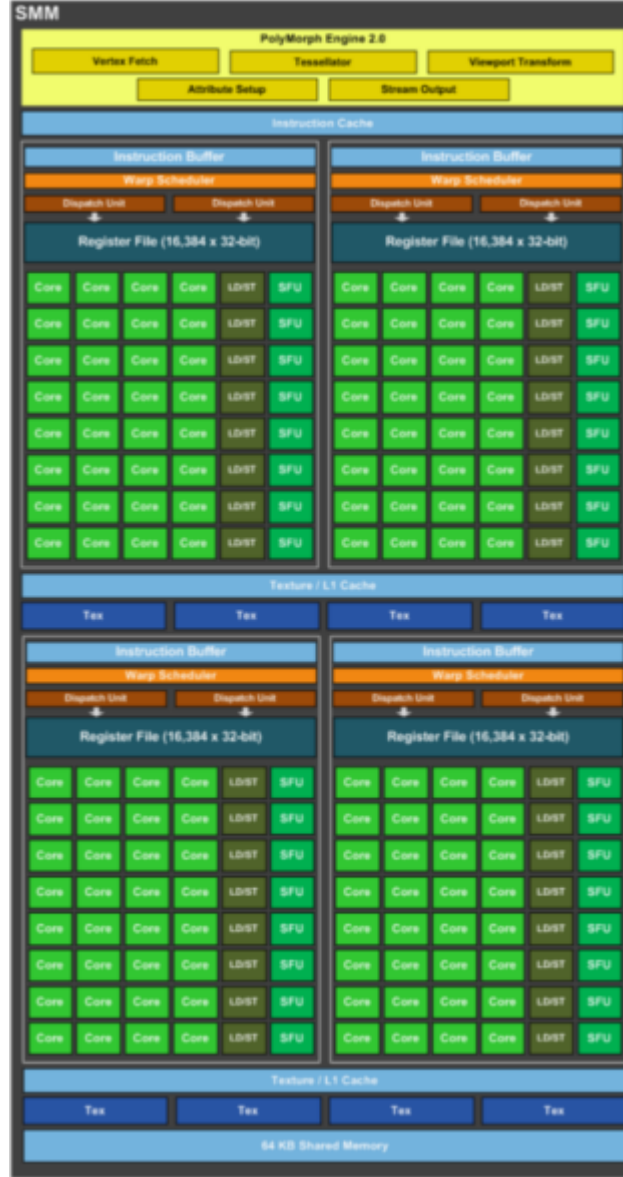 SMM
PolyMorph Engine 2.0
Vertex Fetch Tessellator Viewport Transform
Attribute Setup Stream Output
Instruction Cache
Instruction Buffer Instruction Buffer
Warp Scheduler Warp Scheduler
Dispatch Unit Dispatch Unit Dispatch Unit Dispatch Unit
Register File (16,384 x 32-bit) Register File (16,384 x 32-bit)
Core Core Core Core LD/ST SFU Core Core Core Core LD/ST SFU
Core Core Core Core LD/ST SFU Core Core Core Core LD/ST SFU
Core Core Core Core LD/ST SFU Core Core Core Core LD/ST SFU
Core Core Core Core LD/ST SFU Core Core Core Core LD/ST SFU
Core Core Core Core LD/ST SFU Core Core Core Core LD/ST SFU
Core Core Core Core LD/ST SFU Core Core Core Core LD/ST SFU
Core Core Core Core LD/ST SFU Core Core Core Core LD/ST SFU
Core Core Core Core LD/ST SFU Core Core Core Core LD/ST SFU
Texture / L1 Cache
Tex Tex Tex Tex
Instruction Buffer Instruction Buffer
Warp Scheduler Warp Scheduler
Dispatch Unit Dispatch Unit Dispatch Unit Dispatch Unit
Register File (16,384 x 32-bit) Register File (16,384 x 32-bit)
Core Core Core Core LD/ST SFU Core Core Core Core LD/ST SFU
Core Core Core Core LD/ST SFU Core Core Core Core LD/ST SFU
Core Core Core Core LD/ST SFU Core Core Core Core LD/ST SFU
Core Core Core Core LD/ST SFU Core Core Core Core LD/ST SFU
Core Core Core Core LD/ST SFU Core Core Core Core LD/ST SFU
Core Core Core Core LD/ST SFU Core Core Core Core LD/ST SFU
Core Core Core Core LD/ST SFU Core Core Core Core LD/ST SFU
Core Core Core Core LD/ST SFU Core Core Core Core LD/ST SFU
Texture / L1 Cache
Tex Tex Tex Tex
64 KB Shared Memory